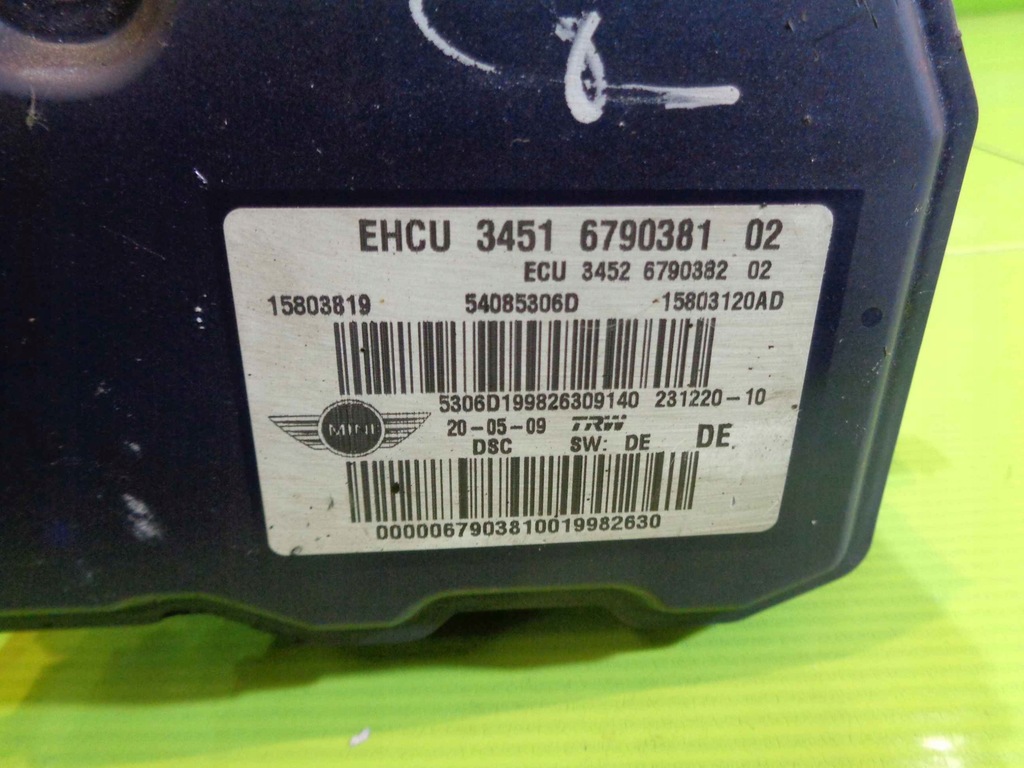 EHCU 3451 6790381 02
ECU 3452 6790382 02
15803819 54085306D 15803120AD
5306D199826309140 231220-10
MINI 20-05-09 TRW
DSC SW: DE DE
0000067903810019982630